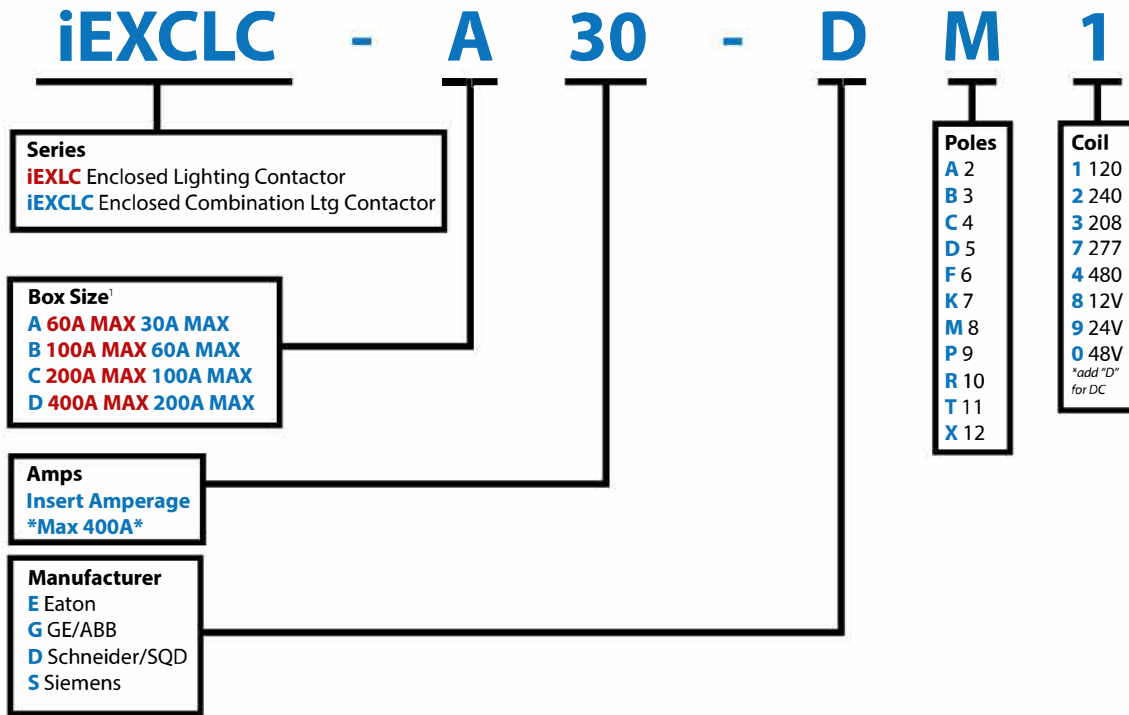 iEXCLC - A 30 - D M 1
Series
iEXLC Enclosed Lighting Contactor
iEXCLC Enclosed Combination Ltg Contactor
Box Size¹
A 60A MAX 30A MAX
B 100A MAX 60A MAX
C 200A MAX 100A MAX
D 400A MAX 200A MAX
Amps
Insert Amperage
*Max 400A*
Manufacturer
E Eaton
G GE/ABB
D Schneider/SQD
S Siemens
Poles
A 2
B 3
C 4
D 5
F 6
K 7
M 8
P 9
R 10
T 11
X 12
Coil
1 120
2 240
3 208
7 277
4 480
8 12V
9 24V
0 48V
*add "D"
for DC